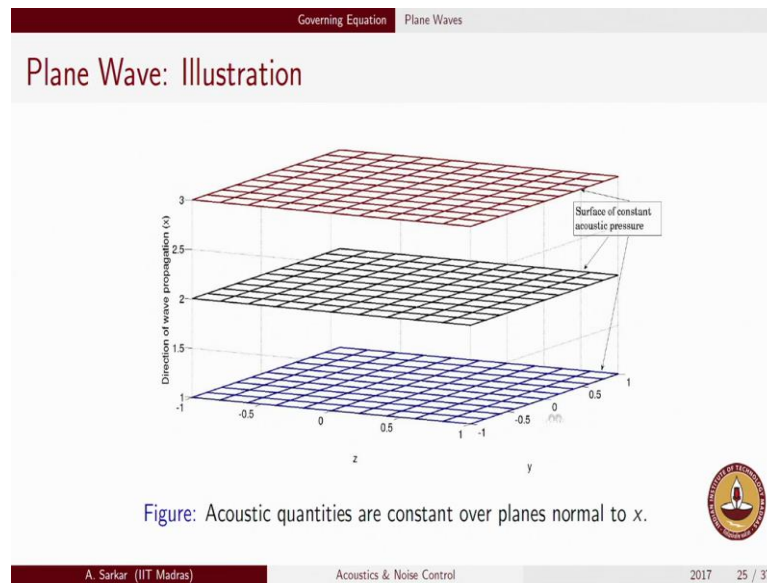 Governing Equation Plane Waves
Plane Wave: Illustration
3
2.5
2
1.5
1
Direction of wave propagation (x)
Surface of constant
acoustic pressure
-1
-0.5
0
0.5
1
z
-1
-0.5
0
0.5
1
y
Figure: Acoustic quantities are constant over planes normal to x.
A. Sarkar (IIT Madras) Acoustics & Noise Control 2017 25 / 3